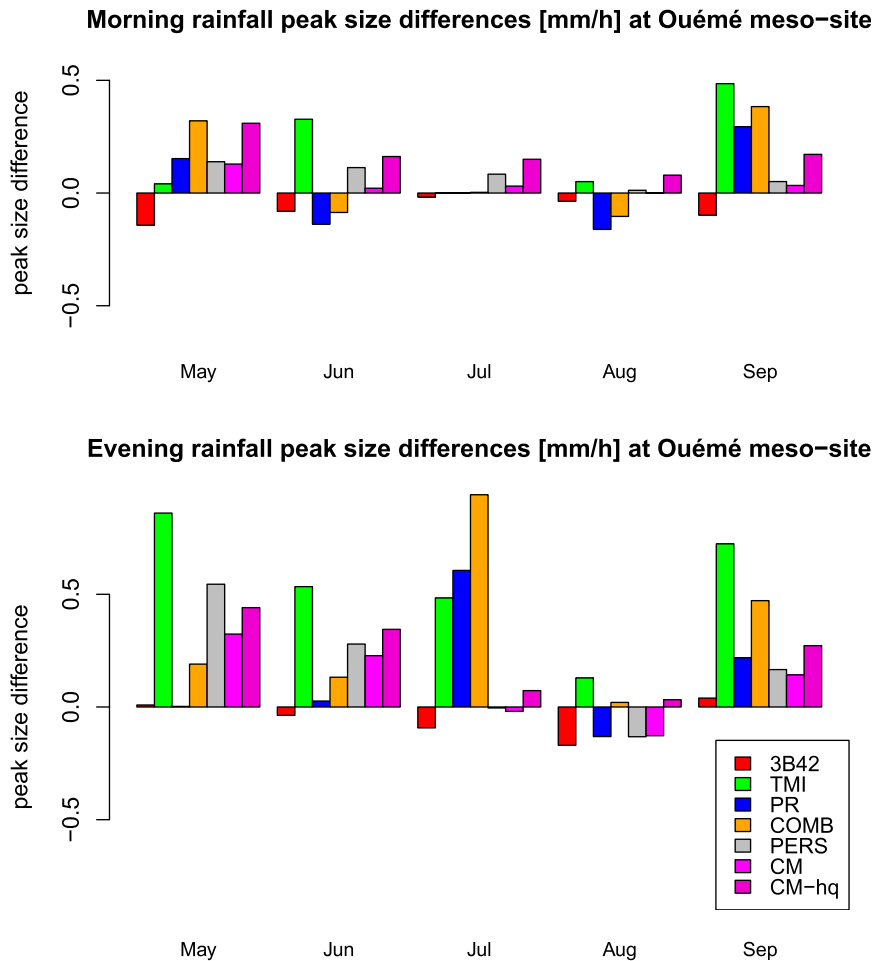 Morning rainfall peak size differences [mm/h] at Ouémé meso−site
peak size difference
0.5
0.0
−0.5
May Jun Jul Aug Sep
Evening rainfall peak size differences [mm/h] at Ouémé meso−site
peak size difference
0.5
0.0
−0.5
3B42
TMI
PR
COMB
PERS
CM
CM−hq
May Jun Jul Aug Sep